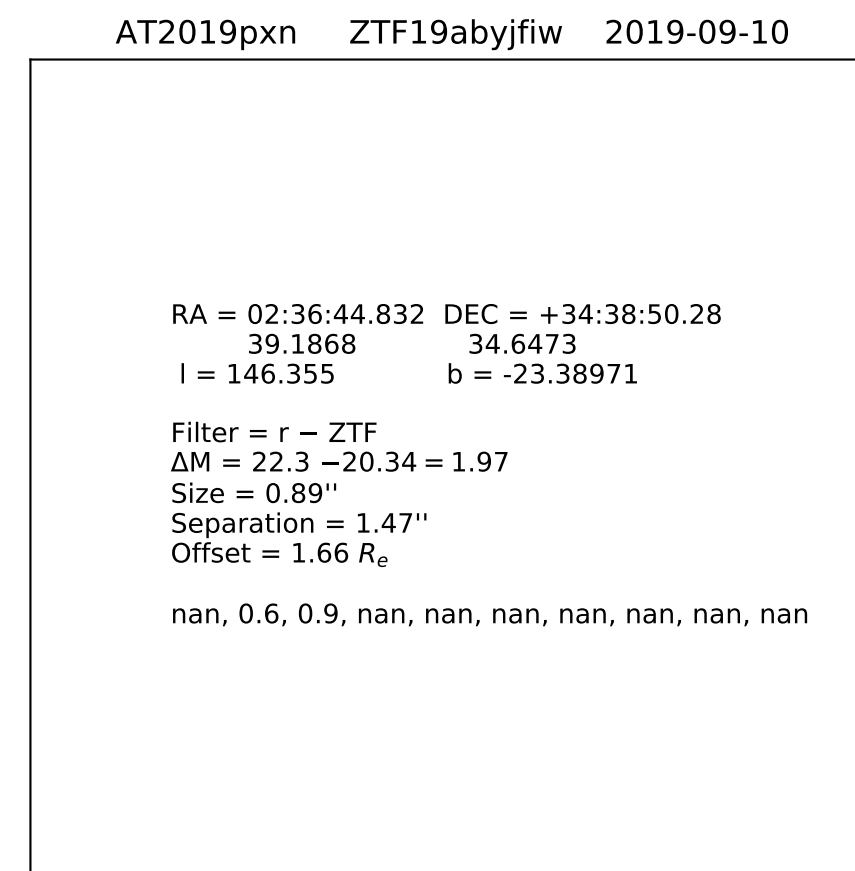 AT2019pxn ZTF19abyjfiw 2019-09-10
RA = 02:36:44.832 DEC = +34:38:50.28
39.1868 34.6473
l = 146.355 b = -23.38971
Filter = r − ZTF
ΔM = 22.3 −20.34 = 1.97
Size = 0.89''
Separation = 1.47''
Offset = 1.66 Re
nan, 0.6, 0.9, nan, nan, nan, nan, nan, nan, nan